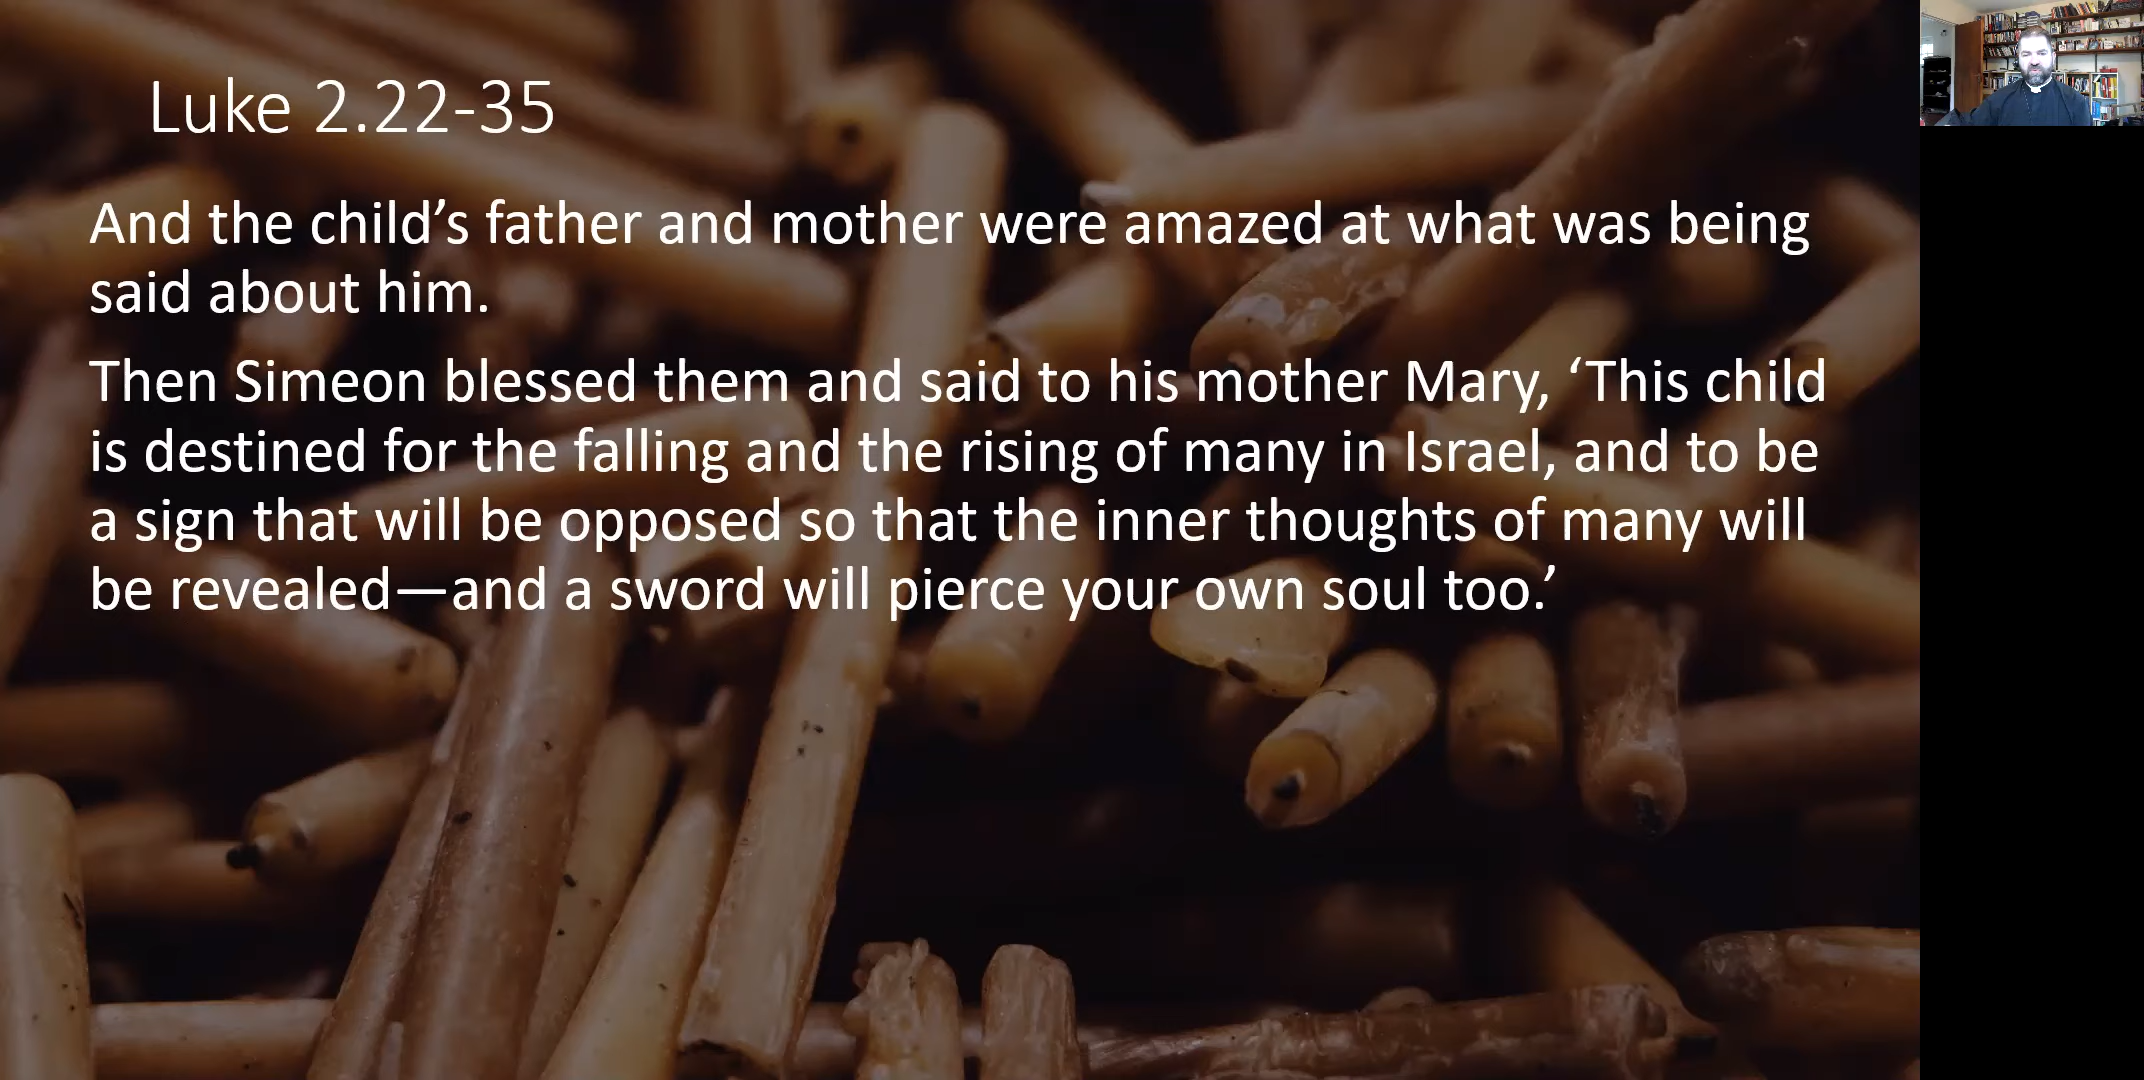 Luke 2.22-35
And the child’s father and mother were amazed at what was being
said about him.
Then Simeon blessed them and said to his mother Mary, ‘This child
is destined for the falling and the rising of many in Israel, and to be
a sign that will be opposed so that the inner thoughts of many will
be revealed—and a sword will pierce your own soul too.’